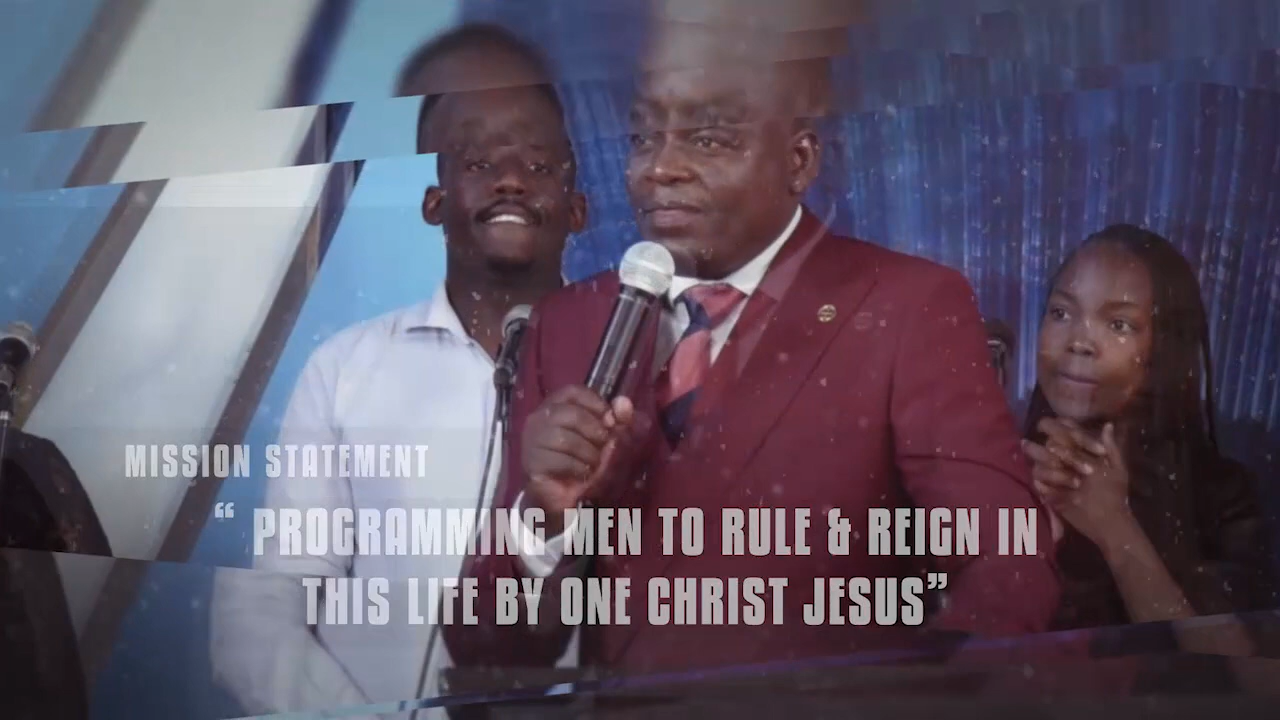 MISSION STATEMENT
“ PROGRAMMING MEN TO RULE & REIGN IN
THIS LIFE BY ONE CHRIST JESUS”